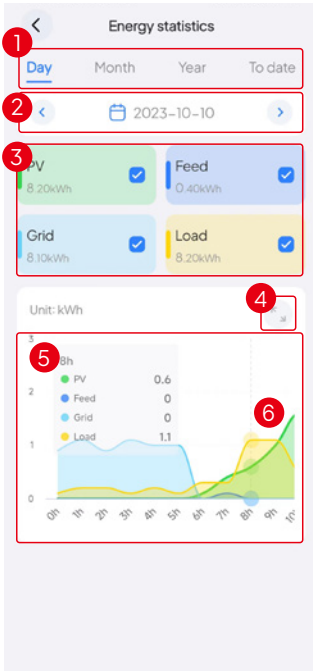 Energy statistics
1
Day Month Year To date
2
2023-10-10
3
PV Feed
8.20kWh 0.40kWh
Grid Load
8.10kWh 8.20kWh
4
Unit: kWh
3
5
8h
PV 0.6
2
Feed 0
6
Grid 0
Load 1.1
1
0
0h 1h 2h 3h 4h 5h 6h 7h 8h 9h 10